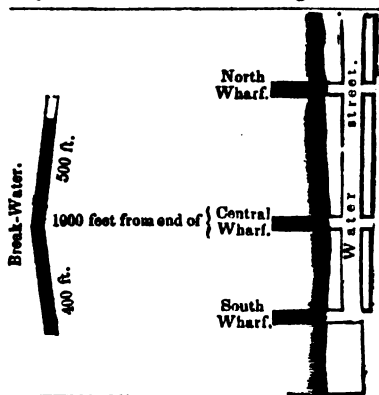 North
Wharf.
Water street.
Break-Water.
500 ft.
1900 feet from end of { Central
Wharf.
400 ft.
South
Wharf.